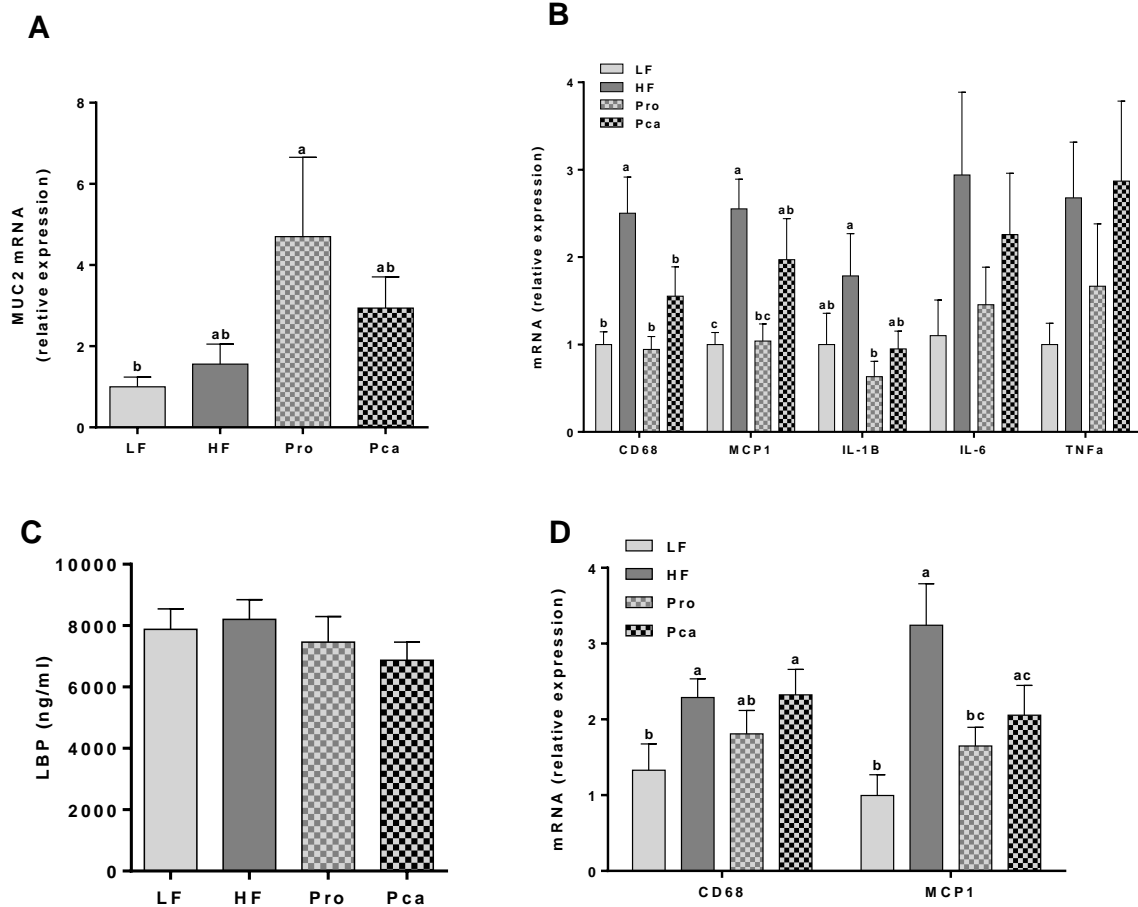 A
MUC2 mRNA
(relative expression)
8
6
4
2
0
b
ab
a
ab
LF
HF
Pro
Pca
B
LF
HF
Pro
Pca
mRNA (relative expression)
4
3
2
1
0
b
a
b
b
c
a
bc
ab
ab
a
b
ab
CD68
MCP1
IL-1B
IL-6
TNFa
C
LBP (ng/ml)
10000
8000
6000
4000
2000
0
LF
HF
Pro
Pca
D
LF
HF
Pro
Pca
mRNA (relative expression)
4
3
2
1
0
b
a
ab
a
b
a
bc
ac
CD68
MCP1